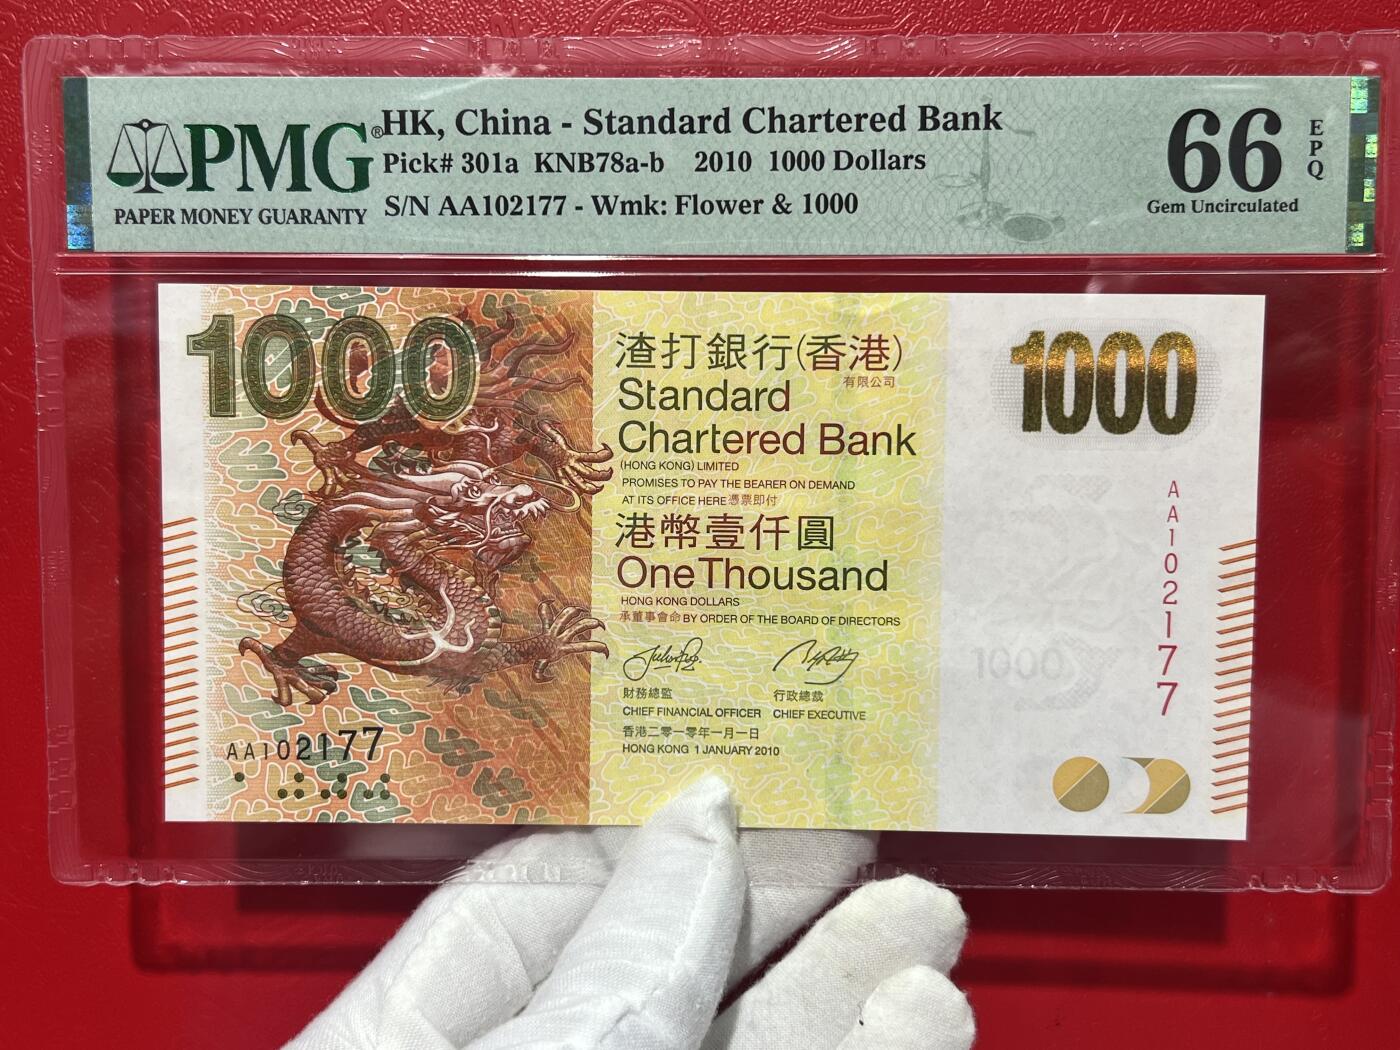 PMG®
PAPER MONEY GUARANTY
HK, China - Standard Chartered Bank
Pick# 301a KNB78a-b 2010 1000 Dollars
S/N AA102177 - Wmk: Flower & 1000
66
EPQ
Gem Uncirculated
1000
渣打銀行(香港)
有限公司
Standard
Chartered Bank
(HONG KONG) LIMITED
PROMISES TO PAY THE BEARER ON DEMAND
AT ITS OFFICE HERE 憑票即付
港幣壹仟圓
One Thousand
HONG KONG DOLLARS
承董事會命 BY ORDER OF THE BOARD OF DIRECTORS
財務總監 行政總裁
CHIEF FINANCIAL OFFICER CHIEF EXECUTIVE
香港二零一零年一月一日
HONG KONG 1 JANUARY 2010
AA102177
1000
AA102177
1000